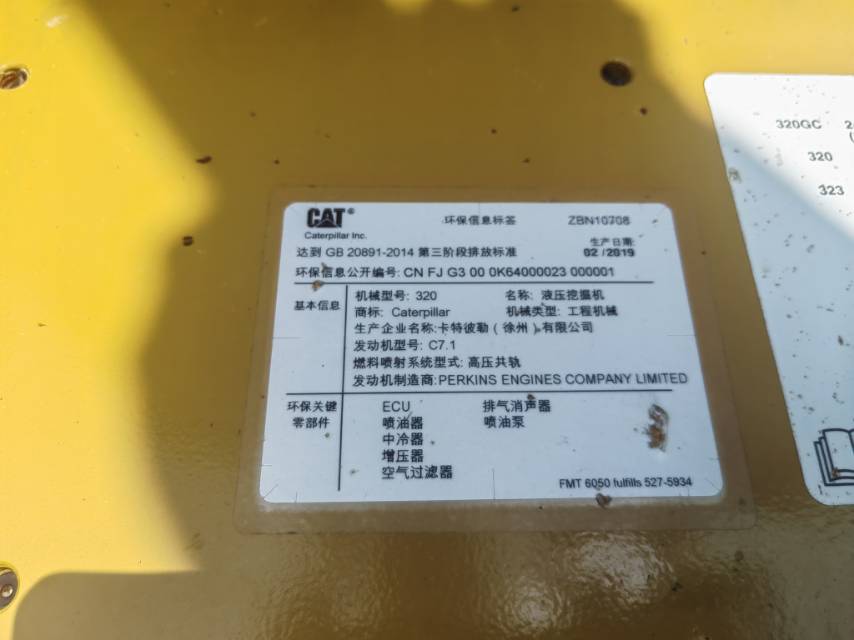 CAT®
Caterpillar Inc.
环保信息标签
ZBN10708
生产日期:
02 /2019
达到 GB 20891-2014 第三阶段排放标准
环保信息公开编号: CN FJ G3 00 0K64000023 000001
基本信息
机械型号: 320 名称: 液压挖掘机
商标: Caterpillar 机械类型: 工程机械
生产企业名称:卡特彼勒（徐州）有限公司
发动机型号: C7.1
燃料喷射系统型式: 高压共轨
发动机制造商:PERKINS ENGINES COMPANY LIMITED
环保关键
零部件
ECU 排气消声器
喷油器 喷油泵
中冷器
增压器
空气过滤器
FMT 6050 fulfills 527-5934
320GC
320
323